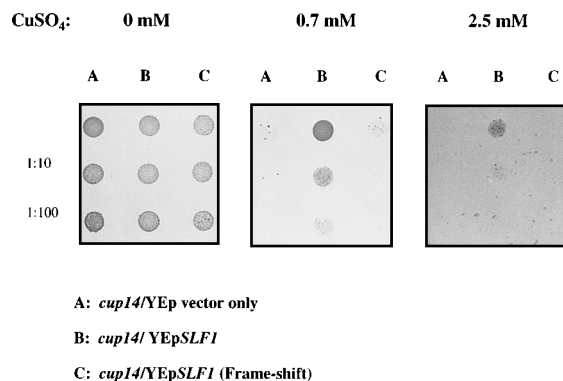 CuSO₄: 0 mM 0.7 mM 2.5 mM
A B C A B C A B C
1:10
1:100
A: cup14/YEp vector only
B: cup14/ YEpSLF1
C: cup14/YEpSLF1 (Frame-shift)